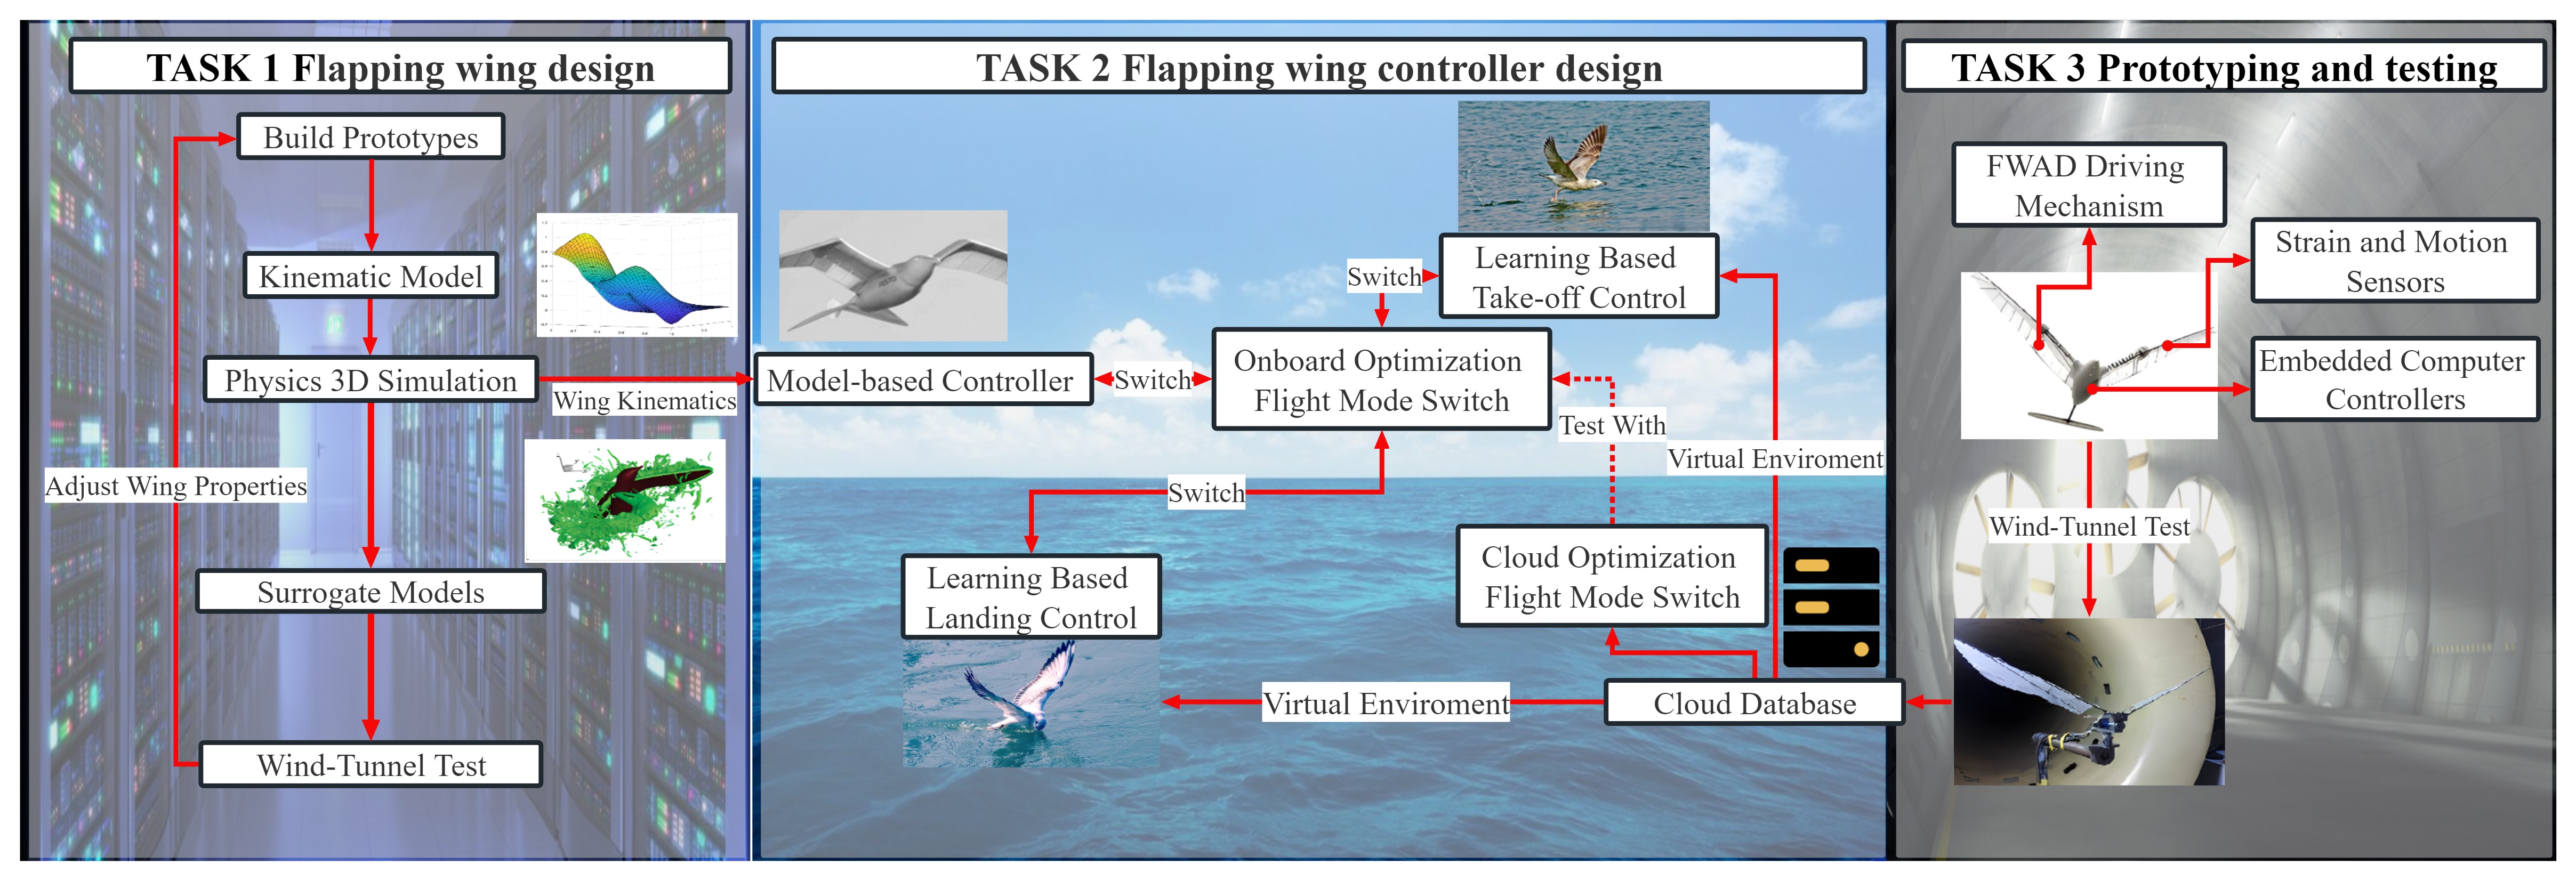 TASK 1 Flapping wing design
Build Prototypes
Kinematic Model
Physics 3D Simulation
Wing Kinematics
Adjust Wing Properties
Surrogate Models
Wind-Tunnel Test
TASK 2 Flapping wing controller design
Learning Based
Take-off Control
Switch
Model-based Controller
Switch
Onboard Optimization
Flight Mode Switch
Test With
Virtual Enviroment
Switch
Learning Based
Landing Control
Cloud Optimization
Flight Mode Switch
Virtual Enviroment
Cloud Database
TASK 3 Prototyping and testing
FWAD Driving
Mechanism
Strain and Motion
Sensors
Embedded Computer
Controllers
Wind-Tunnel Test